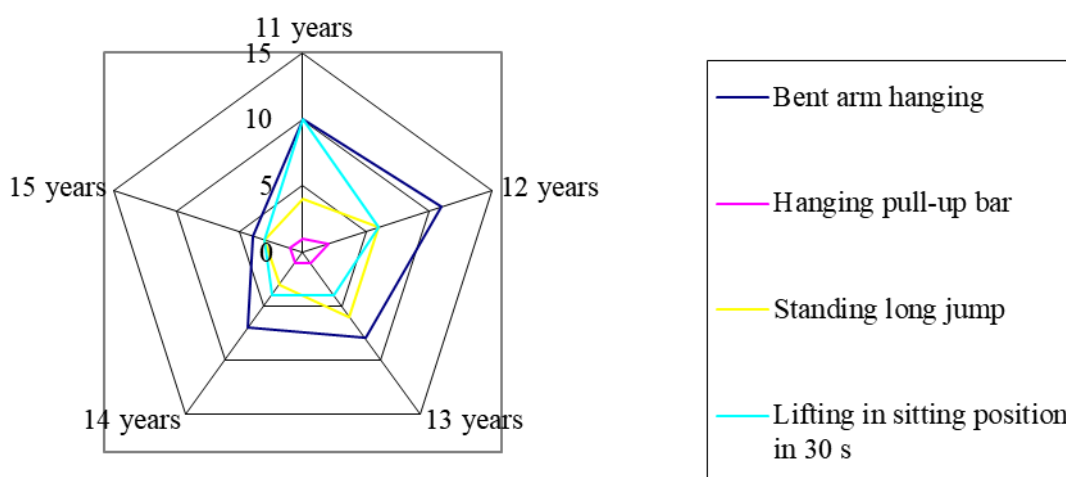 11 years
15
10
5
0
15 years
12 years
14 years
13 years
Bent arm hanging
Hanging pull-up bar
Standing long jump
Lifting in sitting position
in 30 s